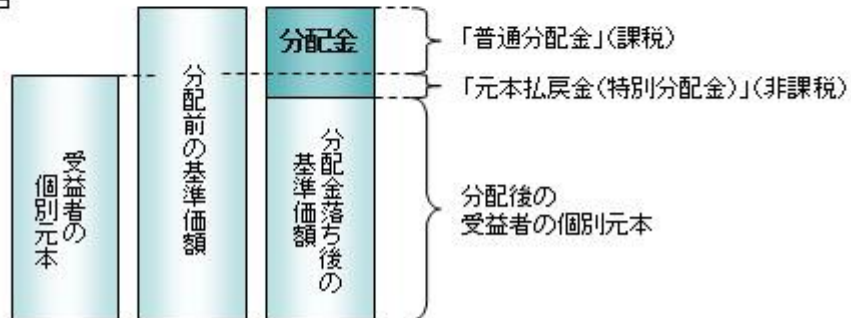 受益者の
個別元本
分配前の基準価額
分配金
分配金落ち後の
基準価額
「普通分配金」(課税)
「元本払戻金(特別分配金)」(非課税)
分配後の
受益者の個別元本